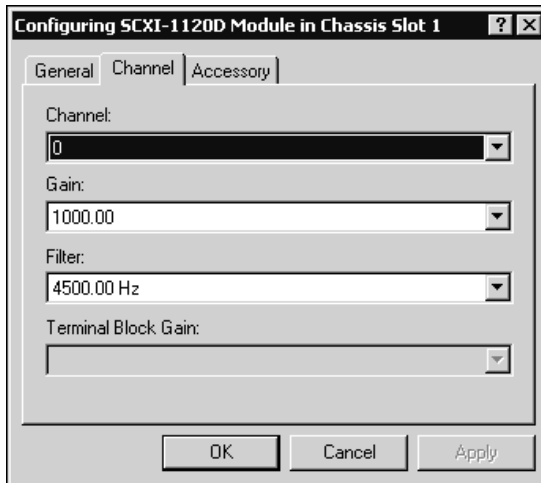 Configuring SCXI-1120D Module in Chassis Slot 1
General Channel Accessory
Channel:
0
Gain:
1000.00
Filter:
4500.00 Hz
Terminal Block Gain:
OK Cancel Apply